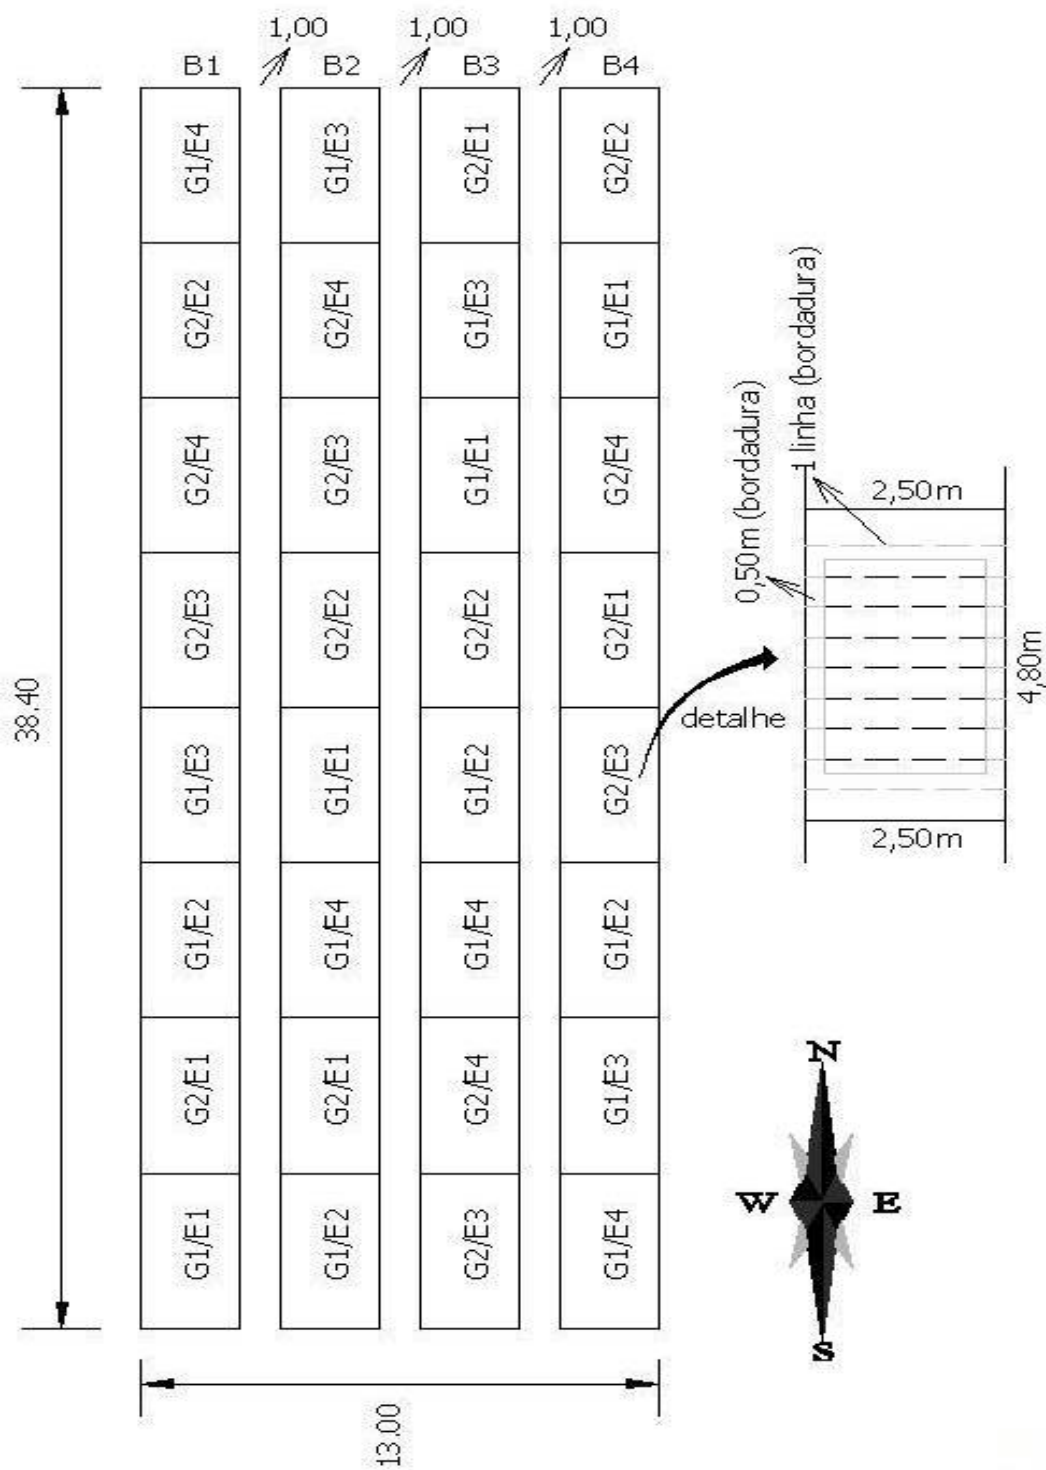 1,00 1,00 1,00
B1 B2 B3 B4
G1/E4 G1/E3 G2/E1 G2/E2
G2/E2 G2/E4 G1/E3 G1/E1
G2/E4 G2/E3 G1/E1 G2/E4
G2/E3 G2/E2 G2/E2 G2/E1
G1/E3 G1/E1 G1/E2 G2/E3
G1/E2 G1/E4 G1/E4 G1/E2
G2/E1 G2/E1 G2/E4 G1/E3
G1/E1 G1/E2 G2/E3 G1/E4
38.40
13.00
detalhe
0,50m (bordadura)
1 linha (bordadura)
2,50m
4,80m
2,50m
N
W E
S